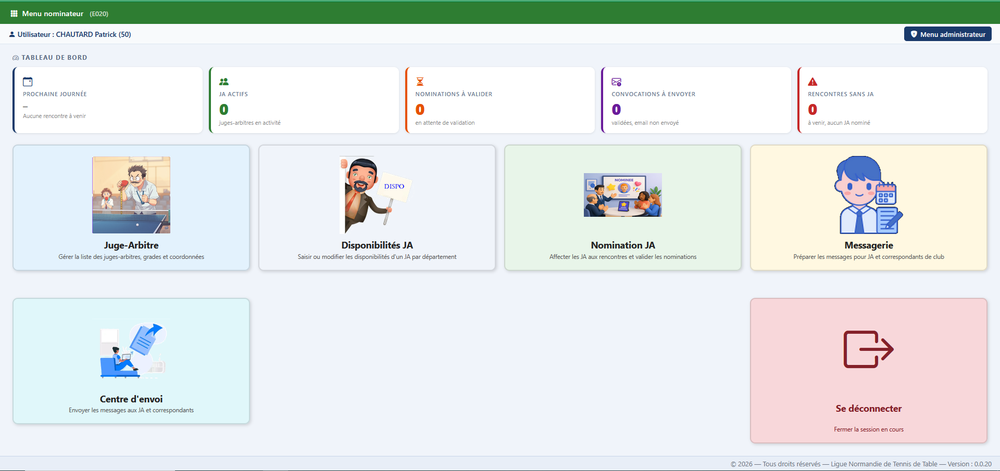 Menu nominateur (E020)
Utilisateur : CHAUTARD Patrick (50)
Menu administrateur
TABLEAU DE BORD
PROCHAINE JOURNÉE
–
Aucune rencontre à venir
JA ACTIFS
0
juges-arbitres en activité
NOMINATIONS À VALIDER
0
en attente de validation
CONVOCATIONS À ENVOYER
0
validées, email non envoyé
RENCONTRES SANS JA
0
à venir, aucun JA nominé
Juge-Arbitre
Gérer la liste des juges-arbitres, grades et coordonnées
DISPO
Disponibilités JA
Saisir ou modifier les disponibilités d'un JA par département
NOMINEE
Nomination JA
Affecter les JA aux rencontres et valider les nominations
Messagerie
Préparer les messages pour JA et correspondants de club
Centre d'envoi
Envoyer les messages aux JA et correspondants
Se déconnecter
Fermer la session en cours
© 2026 — Tous droits réservés — Ligue Normandie de Tennis de Table — Version : 0.0.20